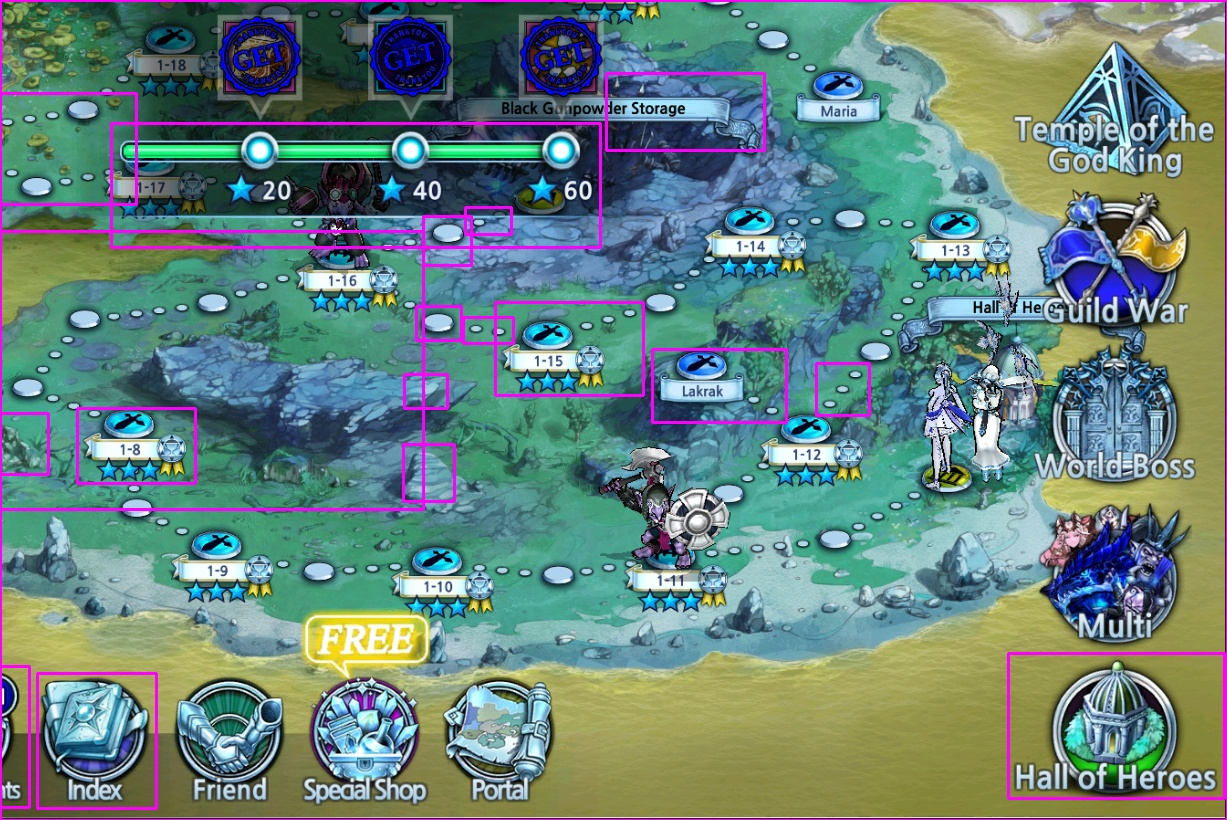 1-18
GET
GET
GET
Black Gunpowder Storage
Maria
Temple of the
God King
1-17
20
40
60
1-14
1-13
1-16
Guild War
1-15
Lakrak
1-8
1-12
World Boss
1-9
1-10
1-11
FREE
Multi
Index
Friend
Special Shop
Portal
Hall of Heroes